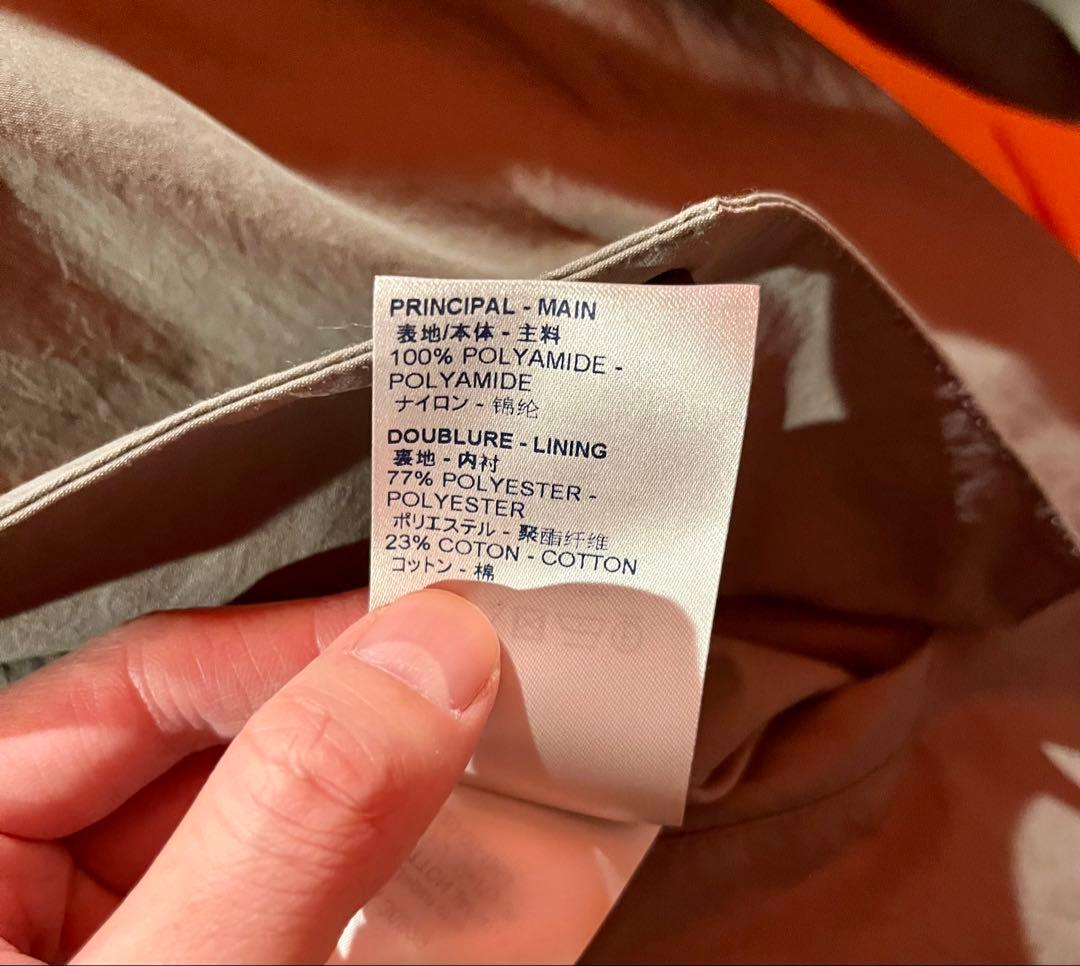 PRINCIPAL - MAIN
表地/本体 - 主料
100% POLYAMIDE -
POLYAMIDE
ナイロン - 锦纶
DOUBLURE - LINING
裏地 - 内衬
77% POLYESTER -
POLYESTER
ポリエステル - 聚酯纤维
23% COTON - COTTON
コットン - 棉